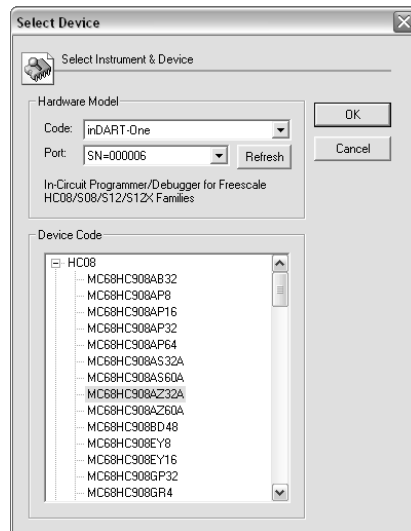 Select Device
Select Instrument & Device
Hardware Model
Code: inDART-One
Port: SN=000006 Refresh
In-Circuit Programmer/Debugger for Freescale
HC08/S08/S12/S12X Families
OK
Cancel
Device Code
HC08
MC68HC908AB32
MC68HC908AP8
MC68HC908AP16
MC68HC908AP32
MC68HC908AP64
MC68HC908AS32A
MC68HC908AS60A
MC68HC908AZ32A
MC68HC908AZ60A
MC68HC908BD48
MC68HC908EY8
MC68HC908EY16
MC68HC908GP32
MC68HC908GR4